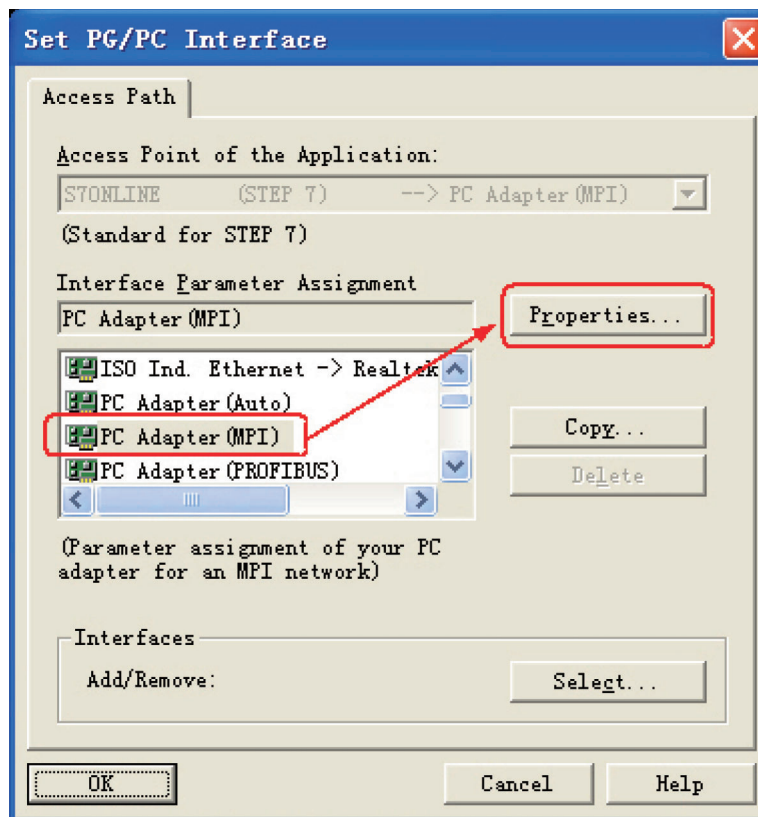 Set PG/PC Interface
Access Path
Access Point of the Application:
S7ONLINE (STEP 7) --> PC Adapter(MPI)
(Standard for STEP 7)
Interface Parameter Assignment
PC Adapter(MPI)
Properties...
ISO Ind. Ethernet -> Realtek
PC Adapter(Auto)
PC Adapter(MPI)
PC Adapter(PROFIBUS)
Copy...
Delete
(Parameter assignment of your PC
adapter for an MPI network)
Interfaces
Add/Remove:
Select...
OK
Cancel
Help